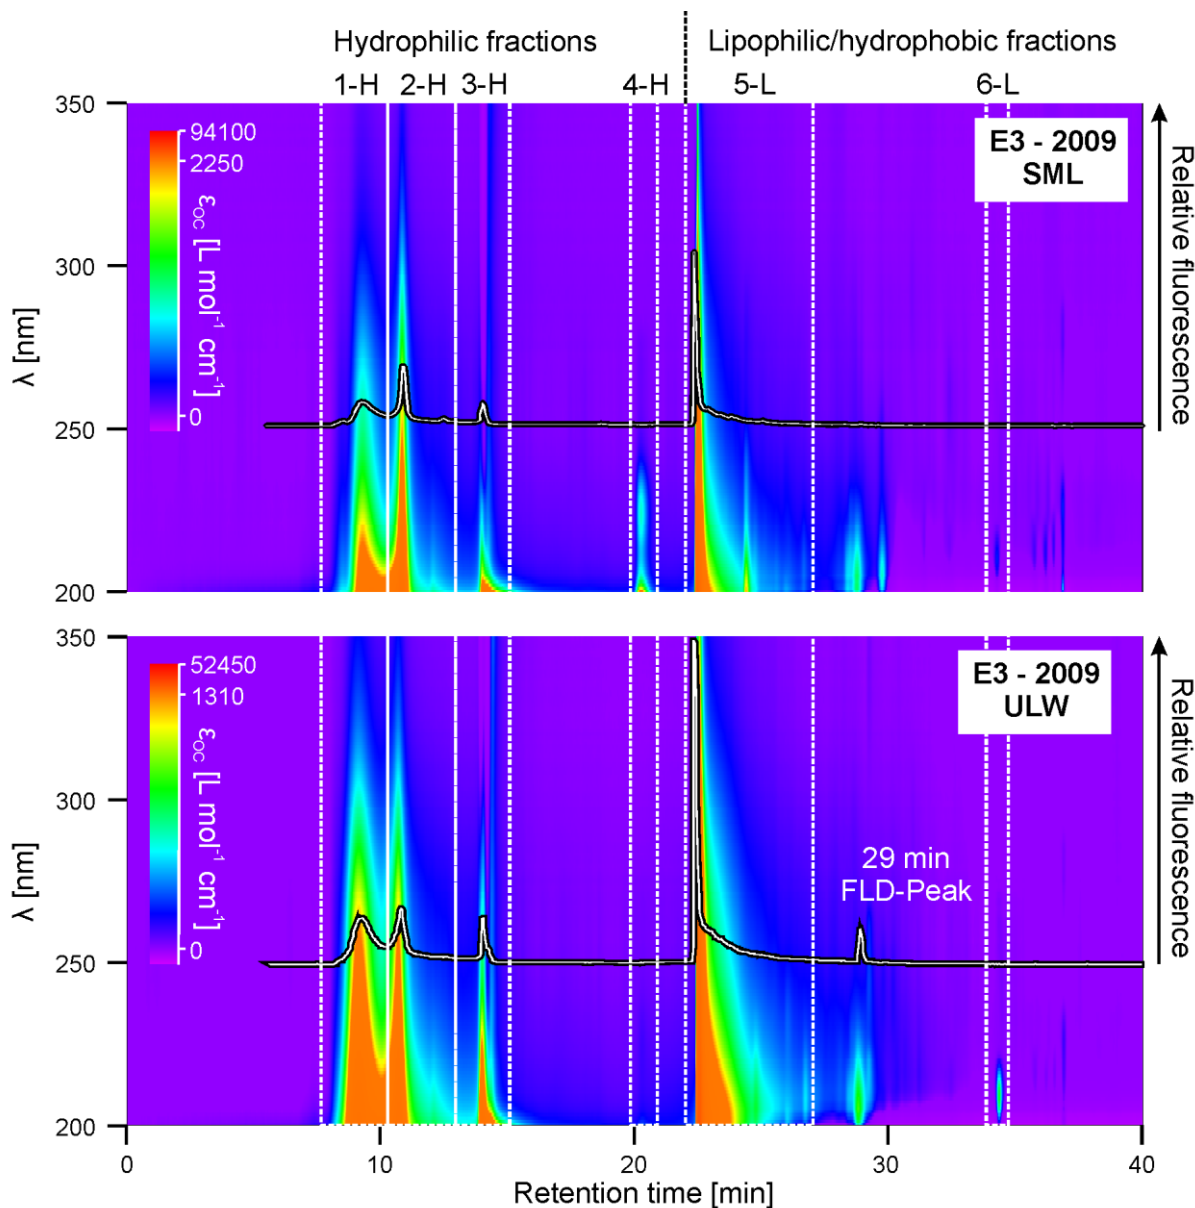 Hydrophilic fractions
Lipophilic/hydrophobic fractions
1-H 2-H 3-H 4-H 5-L 6-L
350
300
250
200
λ [nm]
94100
2250
0
εOC [L mol⁻¹ cm⁻¹]
E3 - 2009
SML
Relative fluorescence
350
300
250
200
λ [nm]
52450
1310
0
εOC [L mol⁻¹ cm⁻¹]
E3 - 2009
ULW
29 min
FLD-Peak
Relative fluorescence
0 10 20 30 40
Retention time [min]